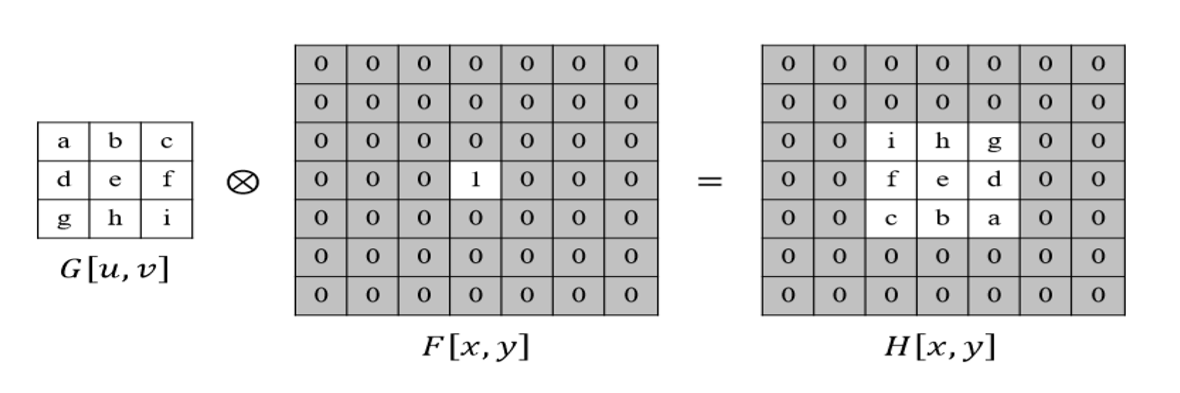 0 0 0 0 0 0 0 0 0 0 0 0 0 0
0 0 0 0 0 0 0 0 0 0 0 0 0 0
a b c 0 0 0 0 0 0 0 0 0 i h g 0 0
d e f ⊗ 0 0 0 1 0 0 0 = 0 0 f e d 0 0
g h i 0 0 0 0 0 0 0 0 0 c b a 0 0
0 0 0 0 0 0 0 0 0 0 0 0 0 0
0 0 0 0 0 0 0 0 0 0 0 0 0 0
G[u, v] F[x, y] H[x, y]